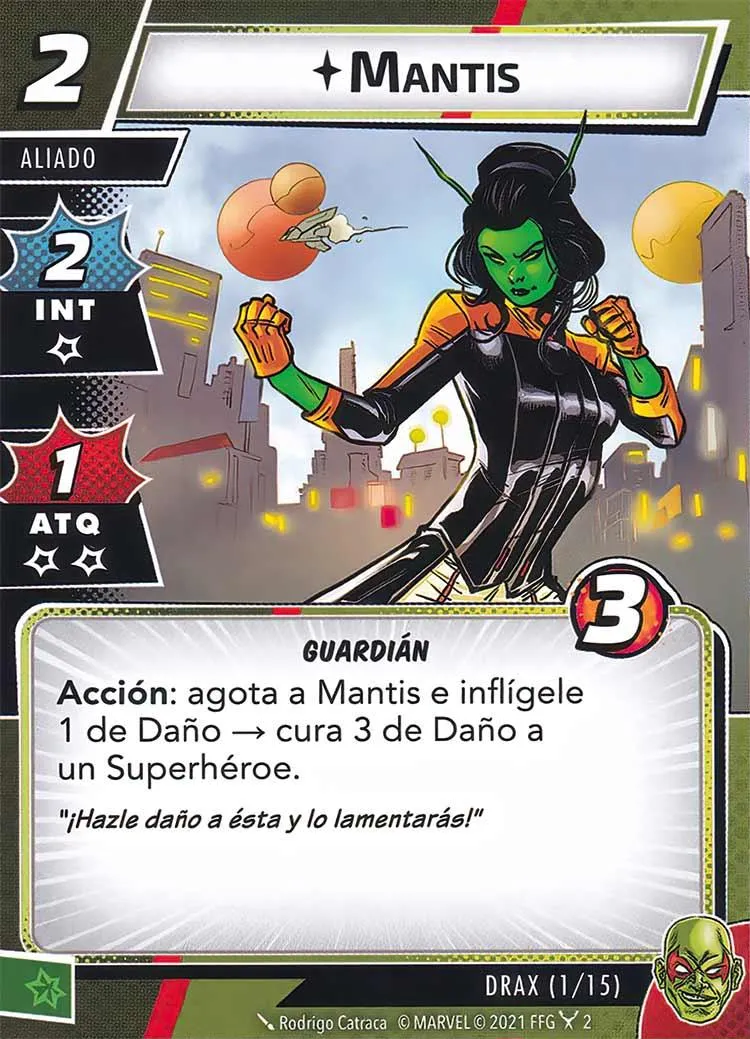 2
MANTIS
ALIADO
2
INT
1
ATQ
3
GUARDIÁN
Acción: agota a Mantis e inflígele
1 de Daño → cura 3 de Daño a
un Superhéroe.
"¡Hazle daño a ésta y lo lamentarás!"
DRAX (1/15)
Rodrigo Catraca © MARVEL © 2021 FFG 2